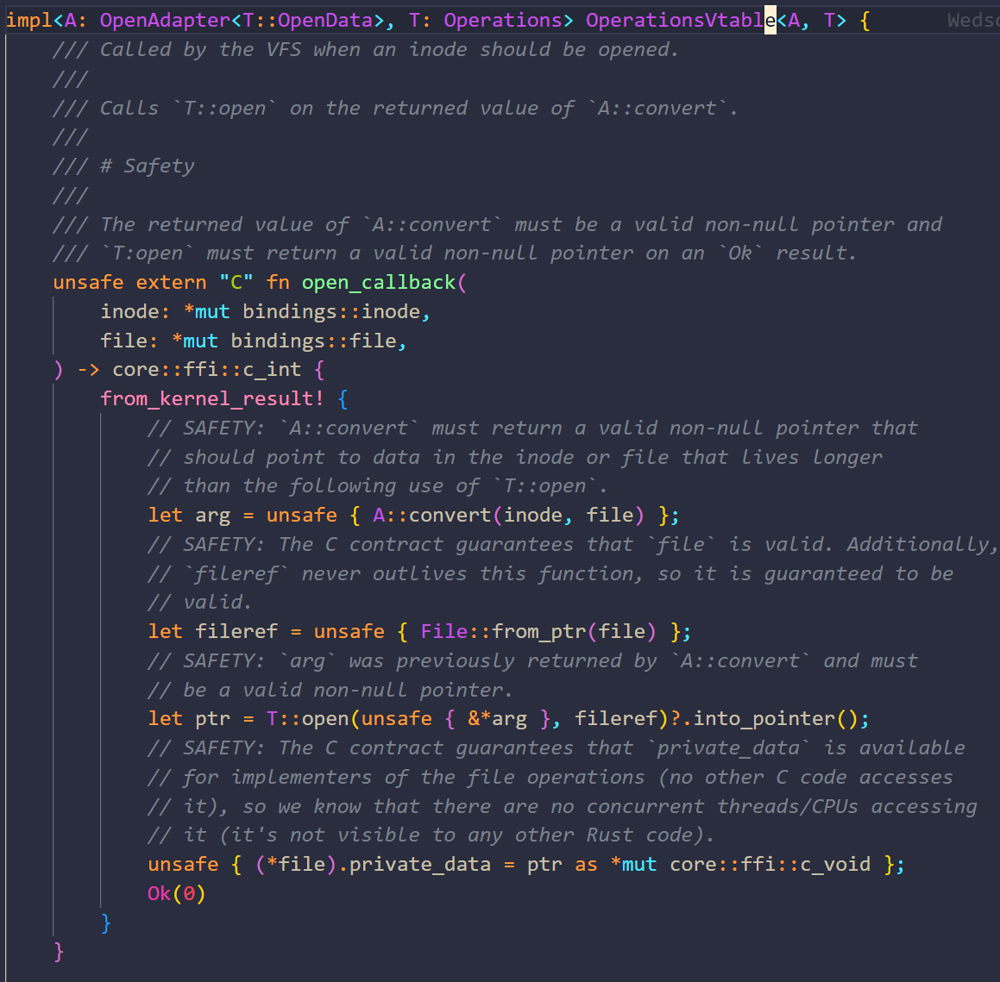 impl<A: OpenAdapter<T::OpenData>, T: Operations> OperationsVtable<A, T> {
    /// Called by the VFS when an inode should be opened.
    ///
    /// Calls `T::open` on the returned value of `A::convert`.
    ///
    /// # Safety
    ///
    /// The returned value of `A::convert` must be a valid non-null pointer and
    /// `T:open` must return a valid non-null pointer on an `Ok` result.
    unsafe extern "C" fn open_callback(
        inode: *mut bindings::inode,
        file: *mut bindings::file,
    ) -> core::ffi::c_int {
        from_kernel_result! {
            // SAFETY: `A::convert` must return a valid non-null pointer that
            // should point to data in the inode or file that lives longer
            // than the following use of `T::open`.
            let arg = unsafe { A::convert(inode, file) };
            // SAFETY: The C contract guarantees that `file` is valid. Additionally,
            // `fileref` never outlives this function, so it is guaranteed to be
            // valid.
            let fileref = unsafe { File::from_ptr(file) };
            // SAFETY: `arg` was previously returned by `A::convert` and must
            // be a valid non-null pointer.
            let ptr = T::open(unsafe { &*arg }, fileref)?.into_pointer();
            // SAFETY: The C contract guarantees that `private_data` is available
            // for implementers of the file operations (no other C code accesses
            // it), so we know that there are no concurrent threads/CPUs accessing
            // it (it's not visible to any other Rust code).
            unsafe { (*file).private_data = ptr as *mut core::ffi::c_void };
            Ok(0)
        }
    }